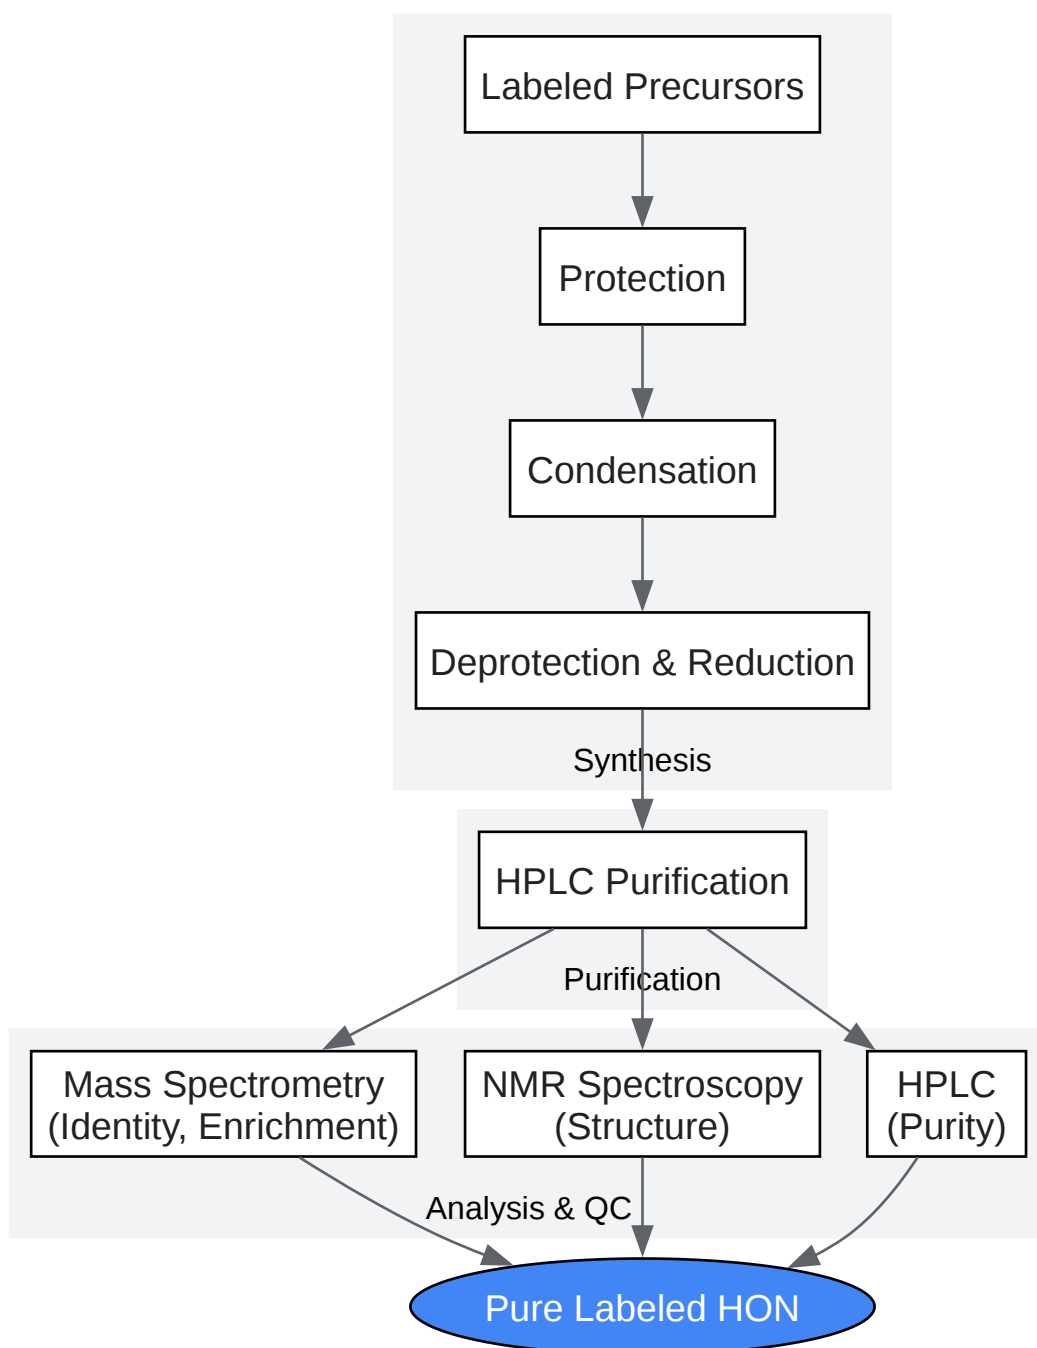 Labeled Precursors
Protection
Condensation
Deprotection & Reduction
Synthesis
HPLC Purification
Purification
Mass Spectrometry
(Identity, Enrichment)
NMR Spectroscopy
(Structure)
HPLC
(Purity)
Analysis & QC
Pure Labeled HON